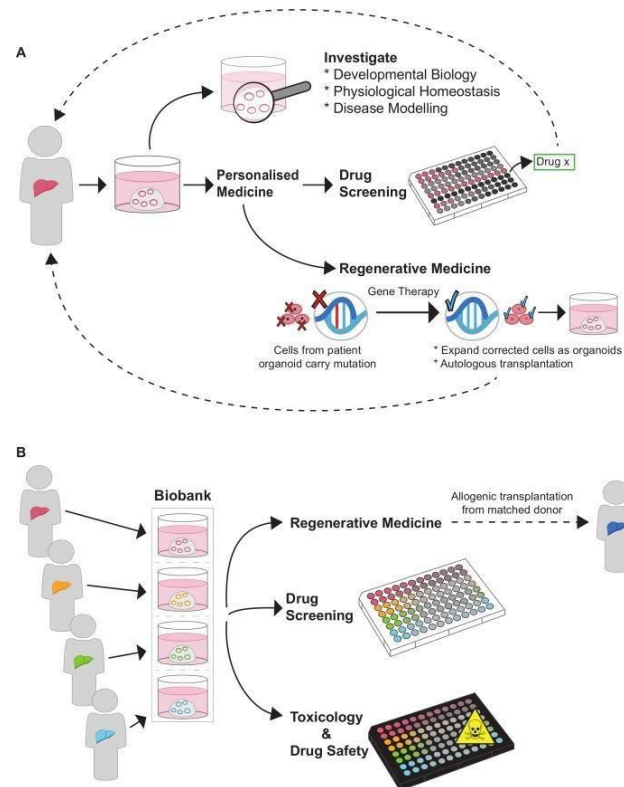 A
Investigate
* Developmental Biology
* Physiological Homeostasis
* Disease Modelling
Personalised
Medicine
Drug
Screening
Drug x
Regenerative Medicine
Gene Therapy
Cells from patient
organoid carry mutation
* Expand corrected cells as organoids
* Autologous transplantation
B
Biobank
Regenerative Medicine
Allogenic transplantation
from matched donor
Drug
Screening
Toxicology
&
Drug Safety